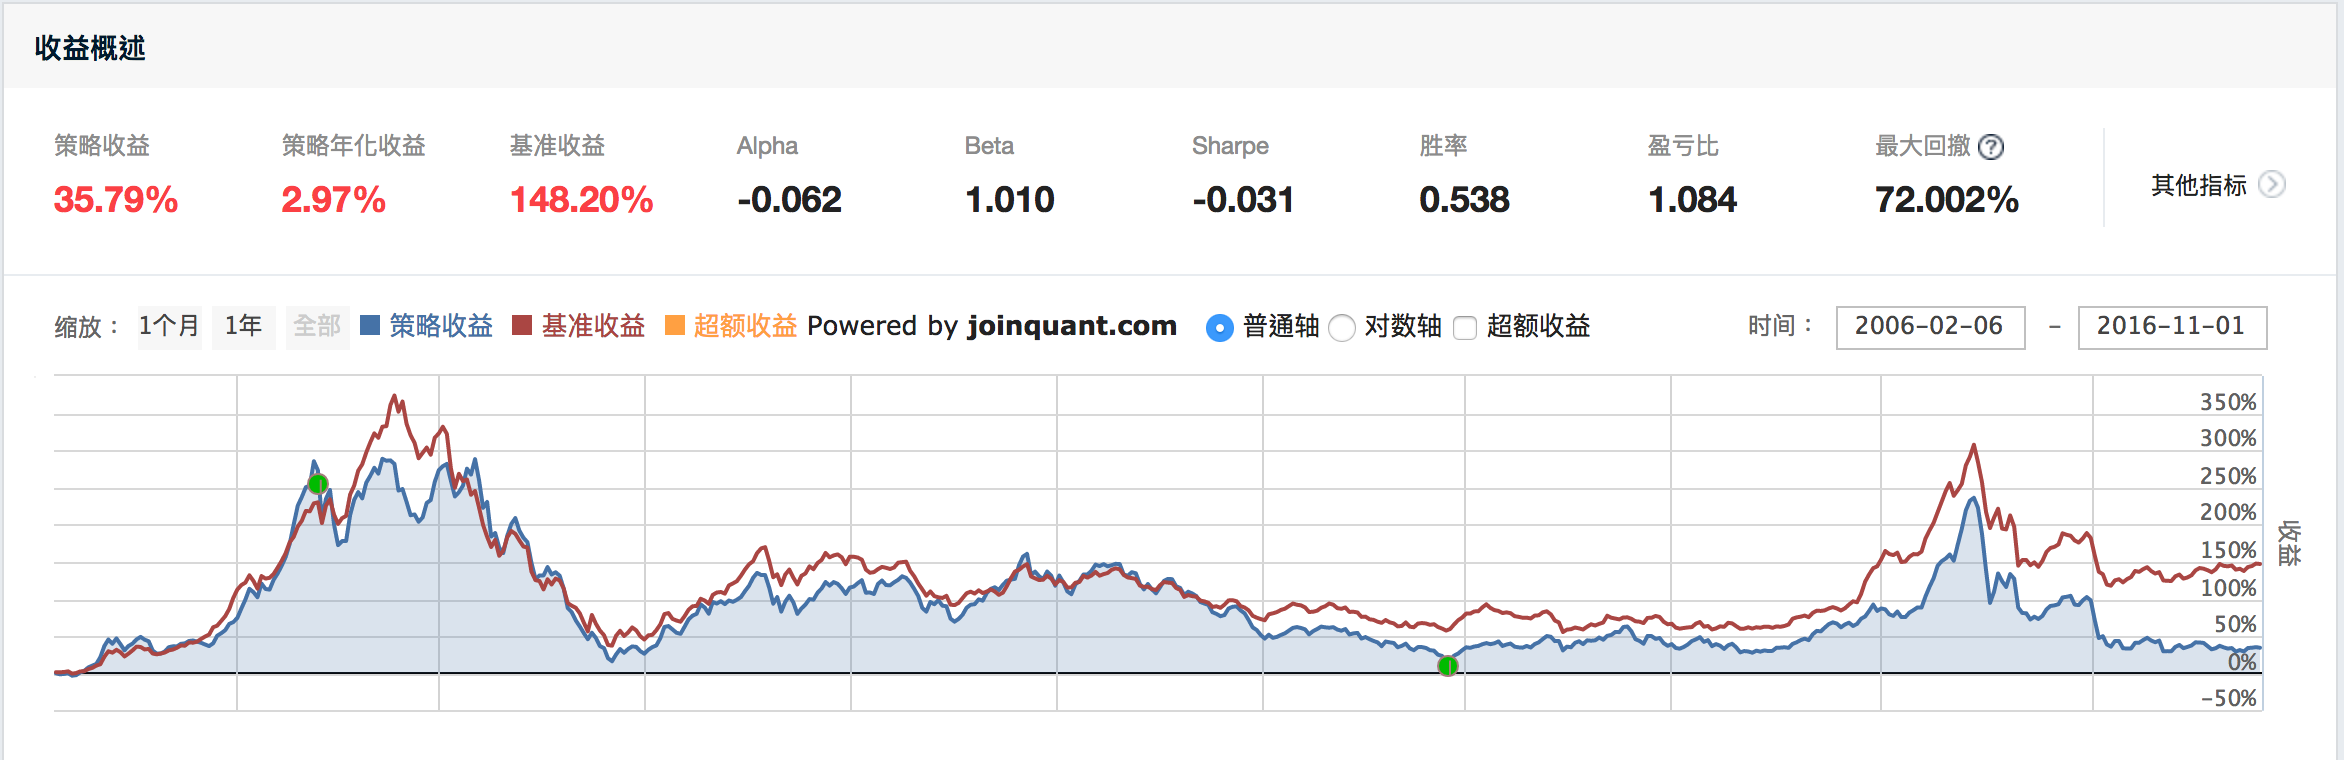 收益概述
策略收益 策略年化收益 基准收益 Alpha Beta Sharpe 胜率 盈亏比 最大回撤 ?
35.79% 2.97% 148.20% -0.062 1.010 -0.031 0.538 1.084 72.002% 其他指标
缩放： 1个月 1年 全部 策略收益 基准收益 超额收益 Powered by joinquant.com 普通轴 对数轴 超额收益 时间： 2006-02-06 – 2016-11-01
350%
300%
250%
200%
150%
100%
50%
0%
-50%
收益